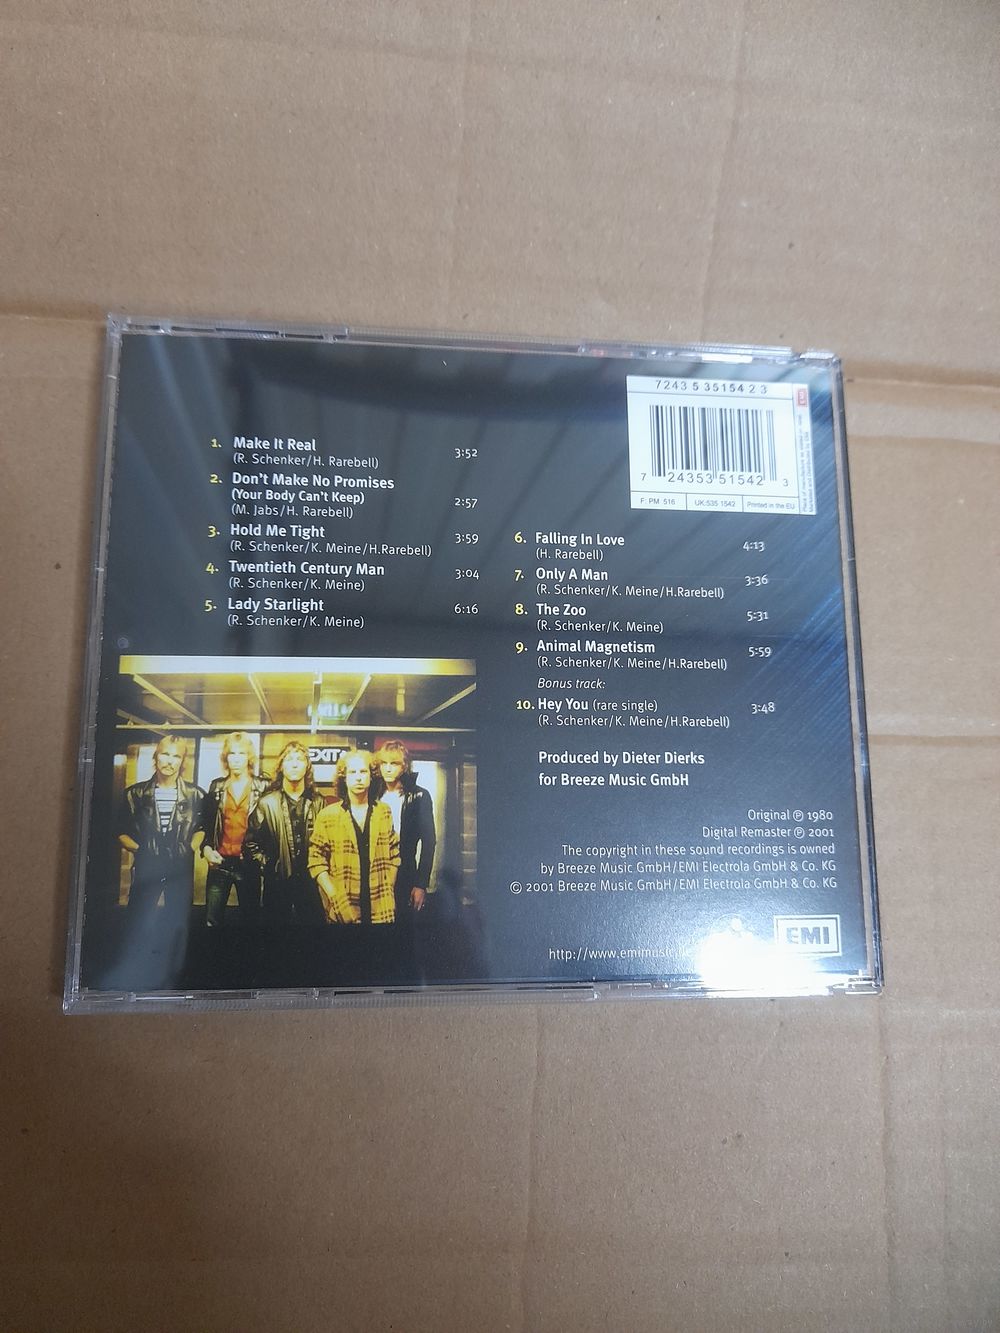 7243 5 35154 2 3
7 24353 51542 3
F: PM 516 UK:535 1542 Printed in the EU
EMI
1. Make It Real 3:52
(R. Schenker/H. Rarebell)
2. Don't Make No Promises
(Your Body Can't Keep) 2:57
(M. Jabs/H. Rarebell)
3. Hold Me Tight 3:59
(R. Schenker/K. Meine/H.Rarebell)
4. Twentieth Century Man 3:04
(R. Schenker/K. Meine)
5. Lady Starlight 6:16
(R. Schenker/K. Meine)
6. Falling In Love 4:13
(H. Rarebell)
7. Only A Man 3:36
(R. Schenker/K. Meine/H.Rarebell)
8. The Zoo 5:31
(R. Schenker/K. Meine)
9. Animal Magnetism 5:59
(R. Schenker/K. Meine/H.Rarebell)
Bonus track:
10. Hey You (rare single) 3:48
(R. Schenker/K. Meine/H.Rarebell)
EXIT
Produced by Dieter Dierks
for Breeze Music GmbH
Original ℗ 1980
Digital Remaster ℗ 2001
The copyright in these sound recordings is owned
by Breeze Music GmbH/EMI Electrola GmbH & Co. KG
© 2001 Breeze Music GmbH/EMI Electrola GmbH & Co. KG
EMI
http://www.emimusic